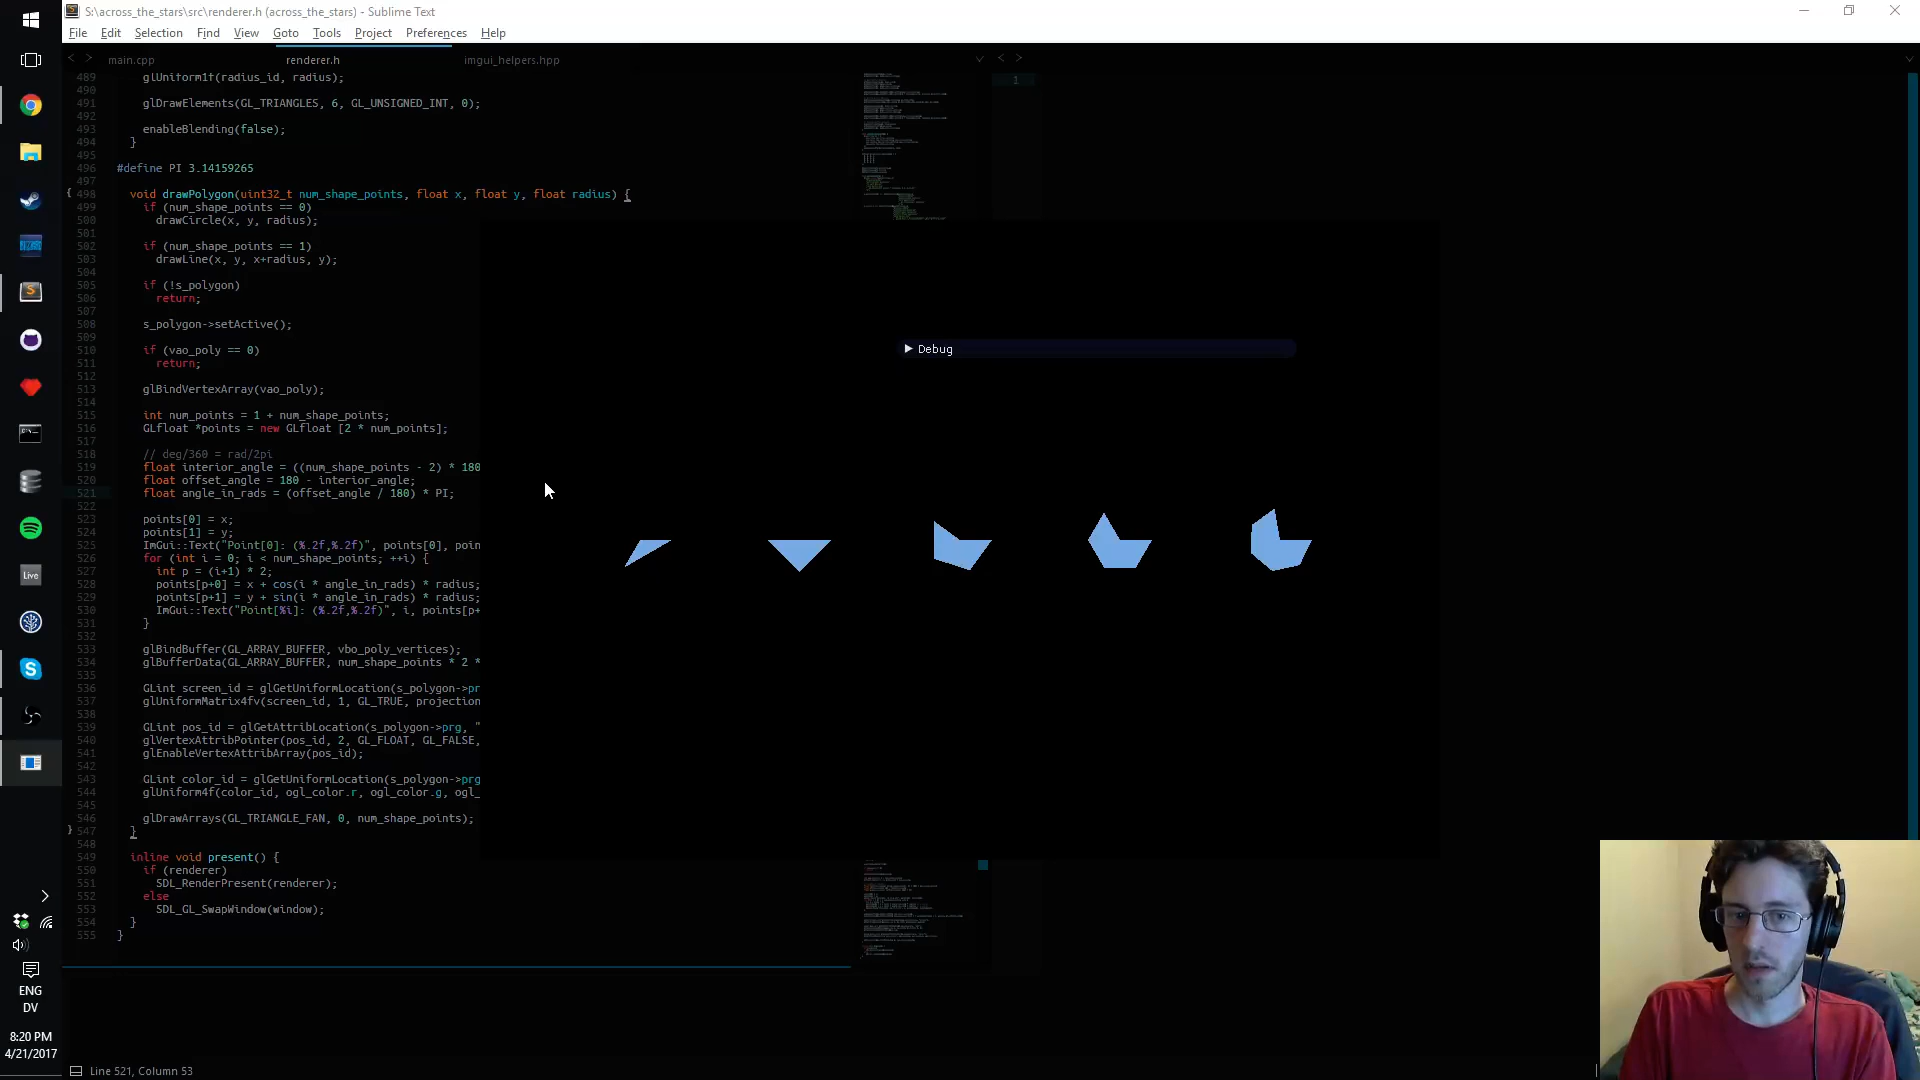 S:\across_the_stars\src\renderer.h (across_the_stars) - Sublime Text
File Edit Selection Find View Goto Tools Project Preferences Help
main.cpp renderer.h imgui_helpers.hpp
489 glUniform1f(radius_id, radius);
490
491 glDrawElements(GL_TRIANGLES, 6, GL_UNSIGNED_INT, 0);
492
493 enableBlending(false);
494 }
495
496 #define PI 3.14159265
497
498 void drawPolygon(uint32_t num_shape_points, float x, float y, float radius) {
499 if (num_shape_points == 0)
500 drawCircle(x, y, radius);
501
502 if (num_shape_points == 1)
503 drawLine(x, y, x+radius, y);
504
505 if (!s_polygon)
506 return;
507
508 s_polygon->setActive();
509
510 if (vao_poly == 0)
511 return;
512
513 glBindVertexArray(vao_poly);
514
515 int num_points = 1 + num_shape_points;
516 GLfloat *points = new GLfloat [2 * num_points];
517
518 // deg/360 = rad/2pi
519 float interior_angle = ((num_shape_points - 2) * 180
520 float offset_angle = 180 - interior_angle;
521 float angle_in_rads = (offset_angle / 180) * PI;
522
523 points[0] = x;
524 points[1] = y;
525 ImGui::Text("Point[0]: (%.2f,%.2f)", points[0], poin
526 for (int i = 0; i < num_shape_points; ++i) {
527 int p = (i+1) * 2;
528 points[p+0] = x + cos(i * angle_in_rads) * radius;
529 points[p+1] = y + sin(i * angle_in_rads) * radius;
530 ImGui::Text("Point[%i]: (%.2f,%.2f)", i, points[p+
531 }
532
533 glBindBuffer(GL_ARRAY_BUFFER, vbo_poly_vertices);
534 glBufferData(GL_ARRAY_BUFFER, num_shape_points * 2 *
535
536 GLint screen_id = glGetUniformLocation(s_polygon->pr
537 glUniformMatrix4fv(screen_id, 1, GL_TRUE, projection
538
539 GLint pos_id = glGetAttribLocation(s_polygon->prg, "
540 glVertexAttribPointer(pos_id, 2, GL_FLOAT, GL_FALSE,
541 glEnableVertexAttribArray(pos_id);
542
543 GLint color_id = glGetUniformLocation(s_polygon->prg
544 glUniform4f(color_id, ogl_color.r, ogl_color.g, ogl_
545
546 glDrawArrays(GL_TRIANGLE_FAN, 0, num_shape_points);
547 }
548
549 inline void present() {
550 if (renderer)
551 SDL_RenderPresent(renderer);
552 else
553 SDL_GL_SwapWindow(window);
554 }
555 }
1
Debug
Live
ENG
DV
8:20 PM
4/21/2017
Line 521, Column 53